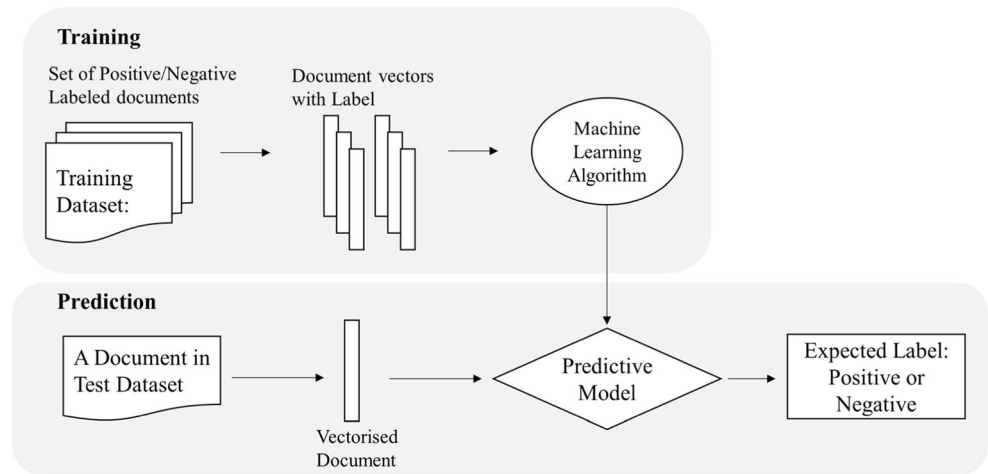 Training
Set of Positive/Negative
Labeled documents
Training
Dataset:
Document vectors
with Label
Machine
Learning
Algorithm
Prediction
A Document in
Test Dataset
Vectorised
Document
Predictive
Model
Expected Label:
Positive or
Negative